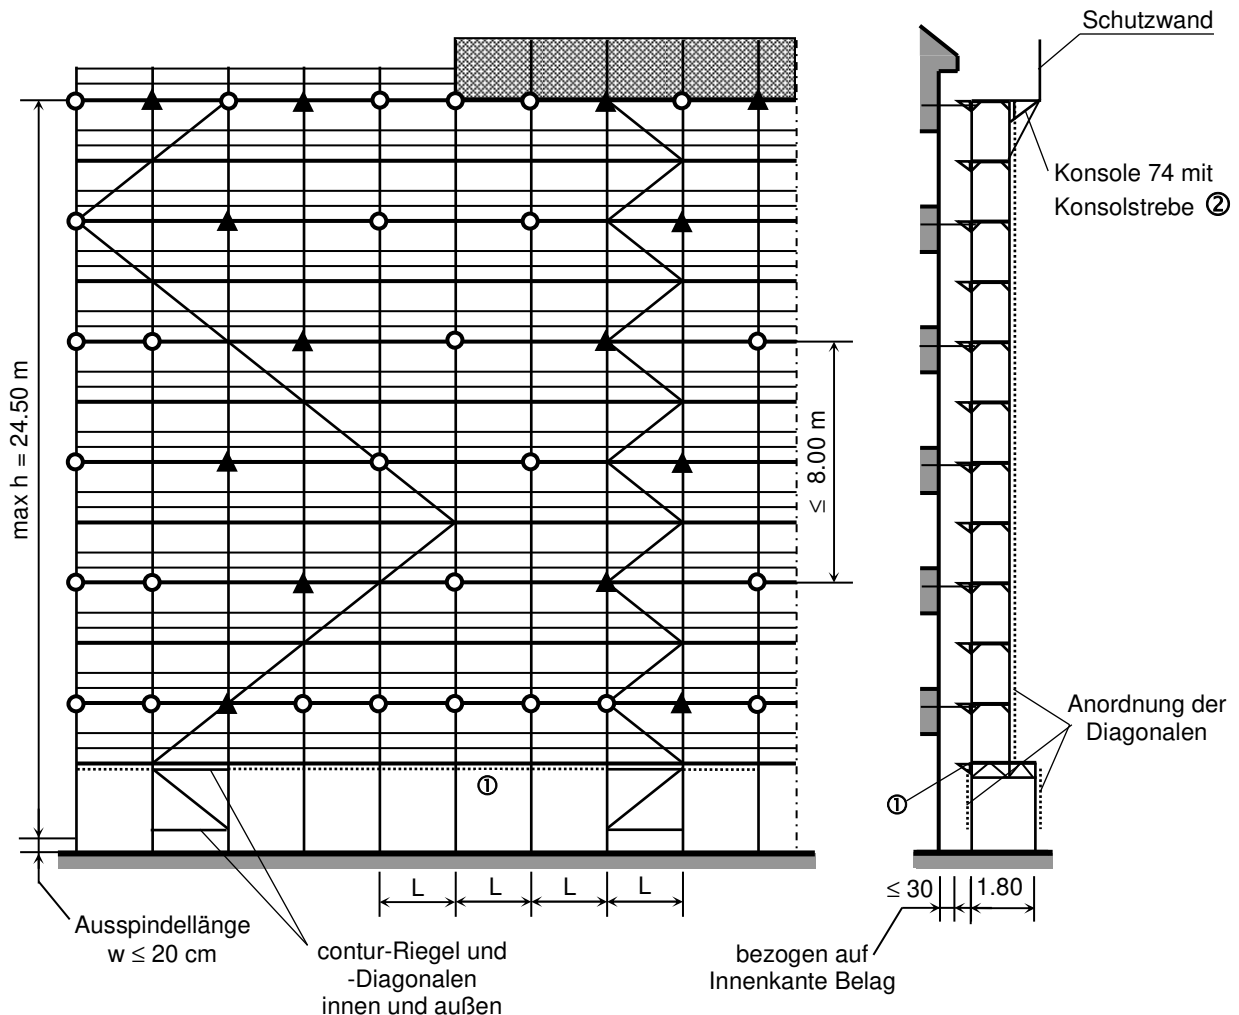 Schutzwand
Konsole 74 mit
Konsolstrebe ②
max h = 24.50 m
≤ 8.00 m
Anordnung der
Diagonalen
①
①
≤ 30
1.80
L
L
L
L
Ausspindellänge
w ≤ 20 cm
contur-Riegel und
-Diagonalen
innen und außen
bezogen auf
Innenkante Belag